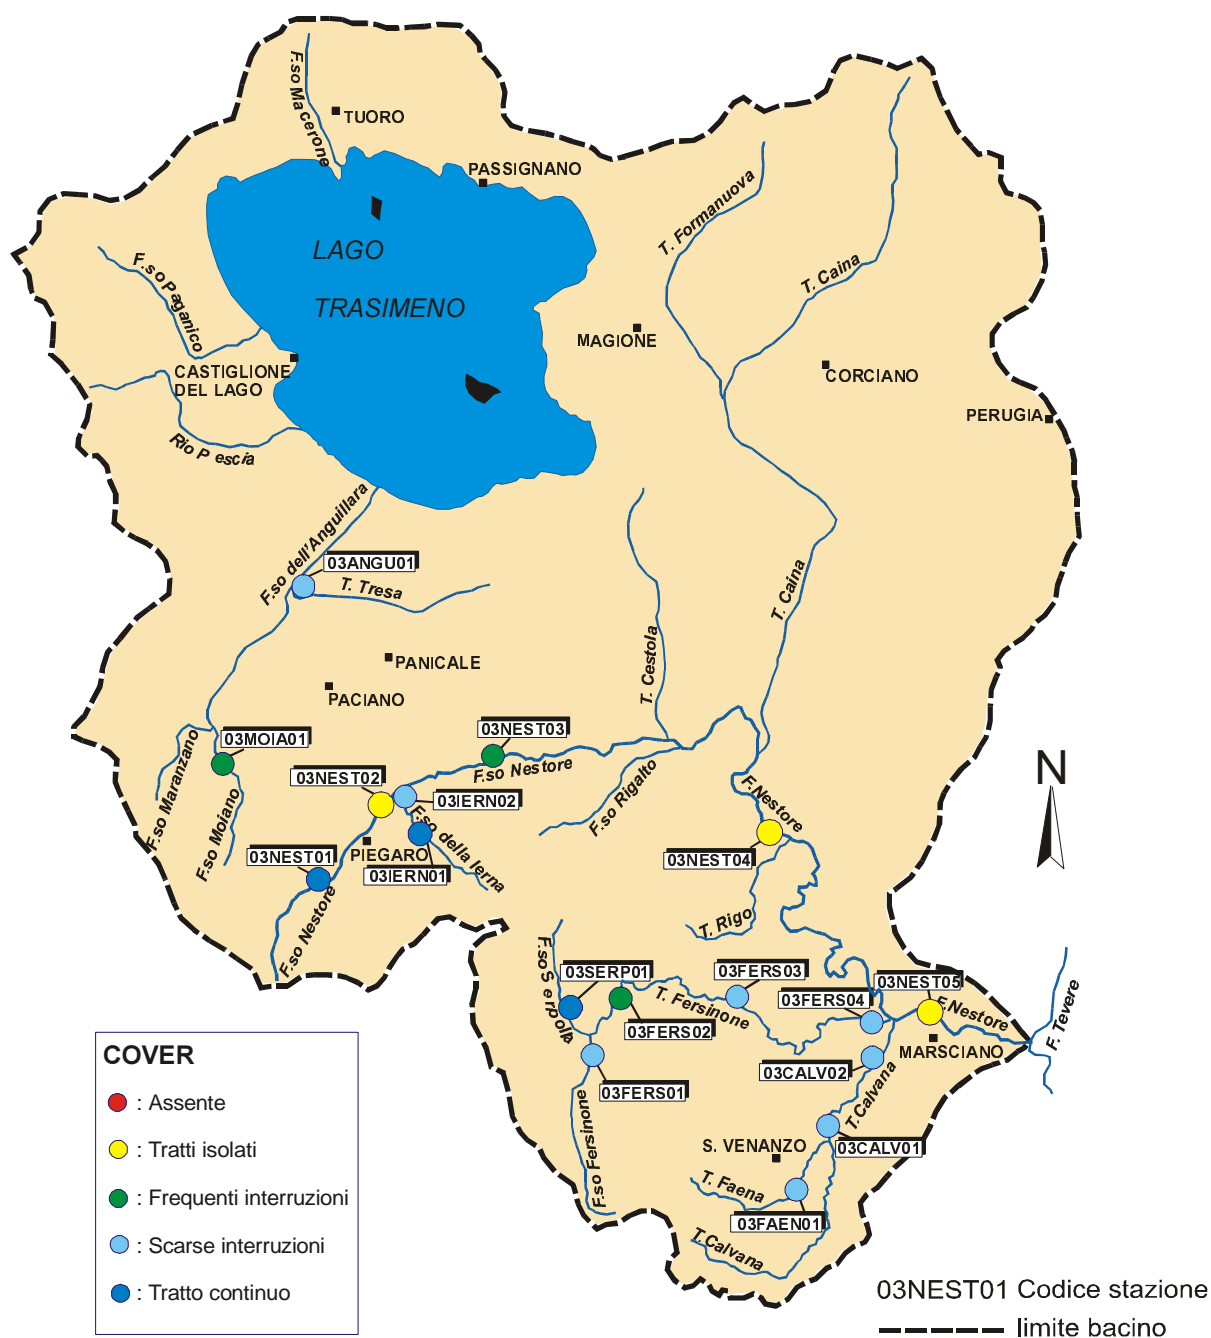 F.so Macerone
TUORO
PASSIGNANO
T. Formanuova
F.so Paganico
LAGO
TRASIMENO
T. Caina
MAGIONE
CASTIGLIONE
DEL LAGO
CORCIANO
PERUGIA
Rio Pescia
F.so dell'Anguillara
03ANGU01
T. Tresa
T. Caina
T. Cestola
PANICALE
PACIANO
03NEST03
03MOIA01
F.so Maranzano
03NEST02
F.so Nestore
F.so Rigalto
N
03IERN02
F.Nestore
F.so Moiano
F.so della Ierna
PIEGARO
03NEST01
03NEST04
03IERN01
F.so Nestore
T. Rigo
F.so Serpolla
03SERP01
03FERS03
03NEST05
T. Fersinone
03FERS04
F.Nestore
F. Tevere
03FERS02
MARSCIANO
COVER
03CALV02
03FERS01
: Assente
T.Calvana
: Tratti isolati
S. VENANZO
03CALV01
F.so Fersinone
: Frequenti interruzioni
T. Faena
03FAEN01
: Scarse interruzioni
T.Calvana
: Tratto continuo
03NEST01 Codice stazione
limite bacino